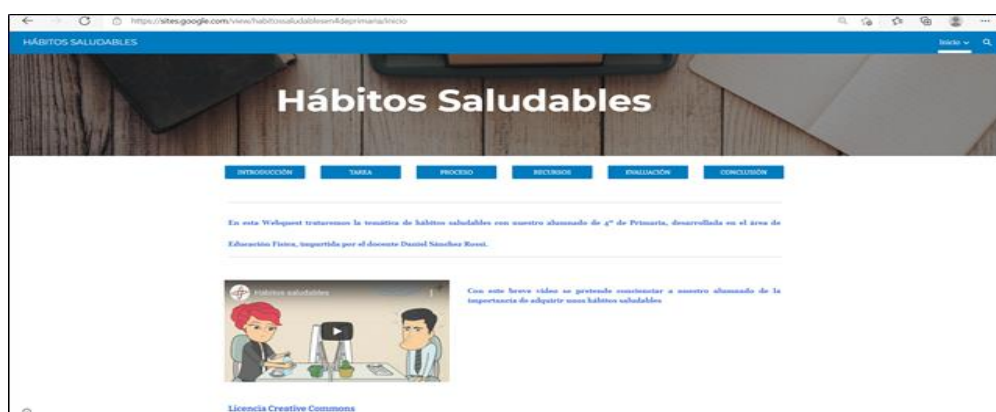 https://sites.google.com/view/habitossaludablesen4deprimaria/inicio
HÁBITOS SALUDABLES
Inicio
Hábitos Saludables
INTRODUCCIÓN
TAREA
PROCESO
RECURSOS
EVALUACIÓN
CONCLUSIÓN
En esta Webquest trataremos la temática de hábitos saludables con nuestro alumnado de 4º de Primaria, desarrollada en el área de
Educación Física, impartida por el docente Daniel Sánchez Rossi.
Hábitos saludables
Con este breve vídeo se pretende concienciar a nuestro alumnado de la
importancia de adquirir unos hábitos saludables
Licencia Creative Commons